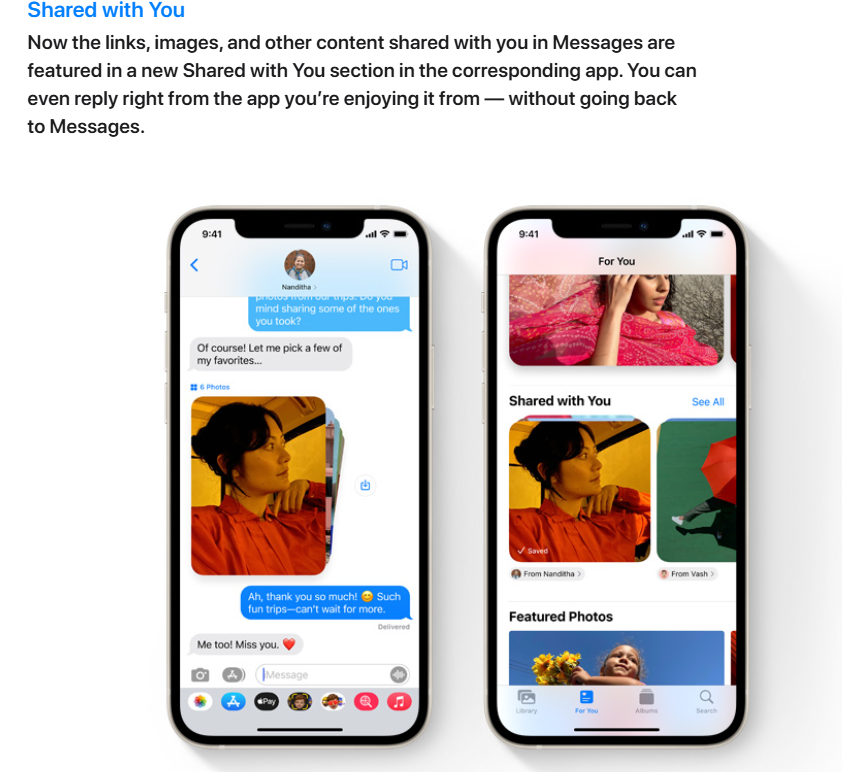 Shared with You
Now the links, images, and other content shared with you in Messages are
featured in a new Shared with You section in the corresponding app. You can
even reply right from the app you’re enjoying it from — without going back
to Messages.
9:41
Nanditha >
photos from our trips. Do you
mind sharing some of the ones
you took?
Of course! Let me pick a few of
my favorites...
6 Photos
Ah, thank you so much! 😊 Such
fun trips—can’t wait for more.
Delivered
Me too! Miss you. ❤️
Message
Pay
9:41
For You
Shared with You
See All
Saved
From Nanditha >
From Vash >
Featured Photos
Library
For You
Albums
Search